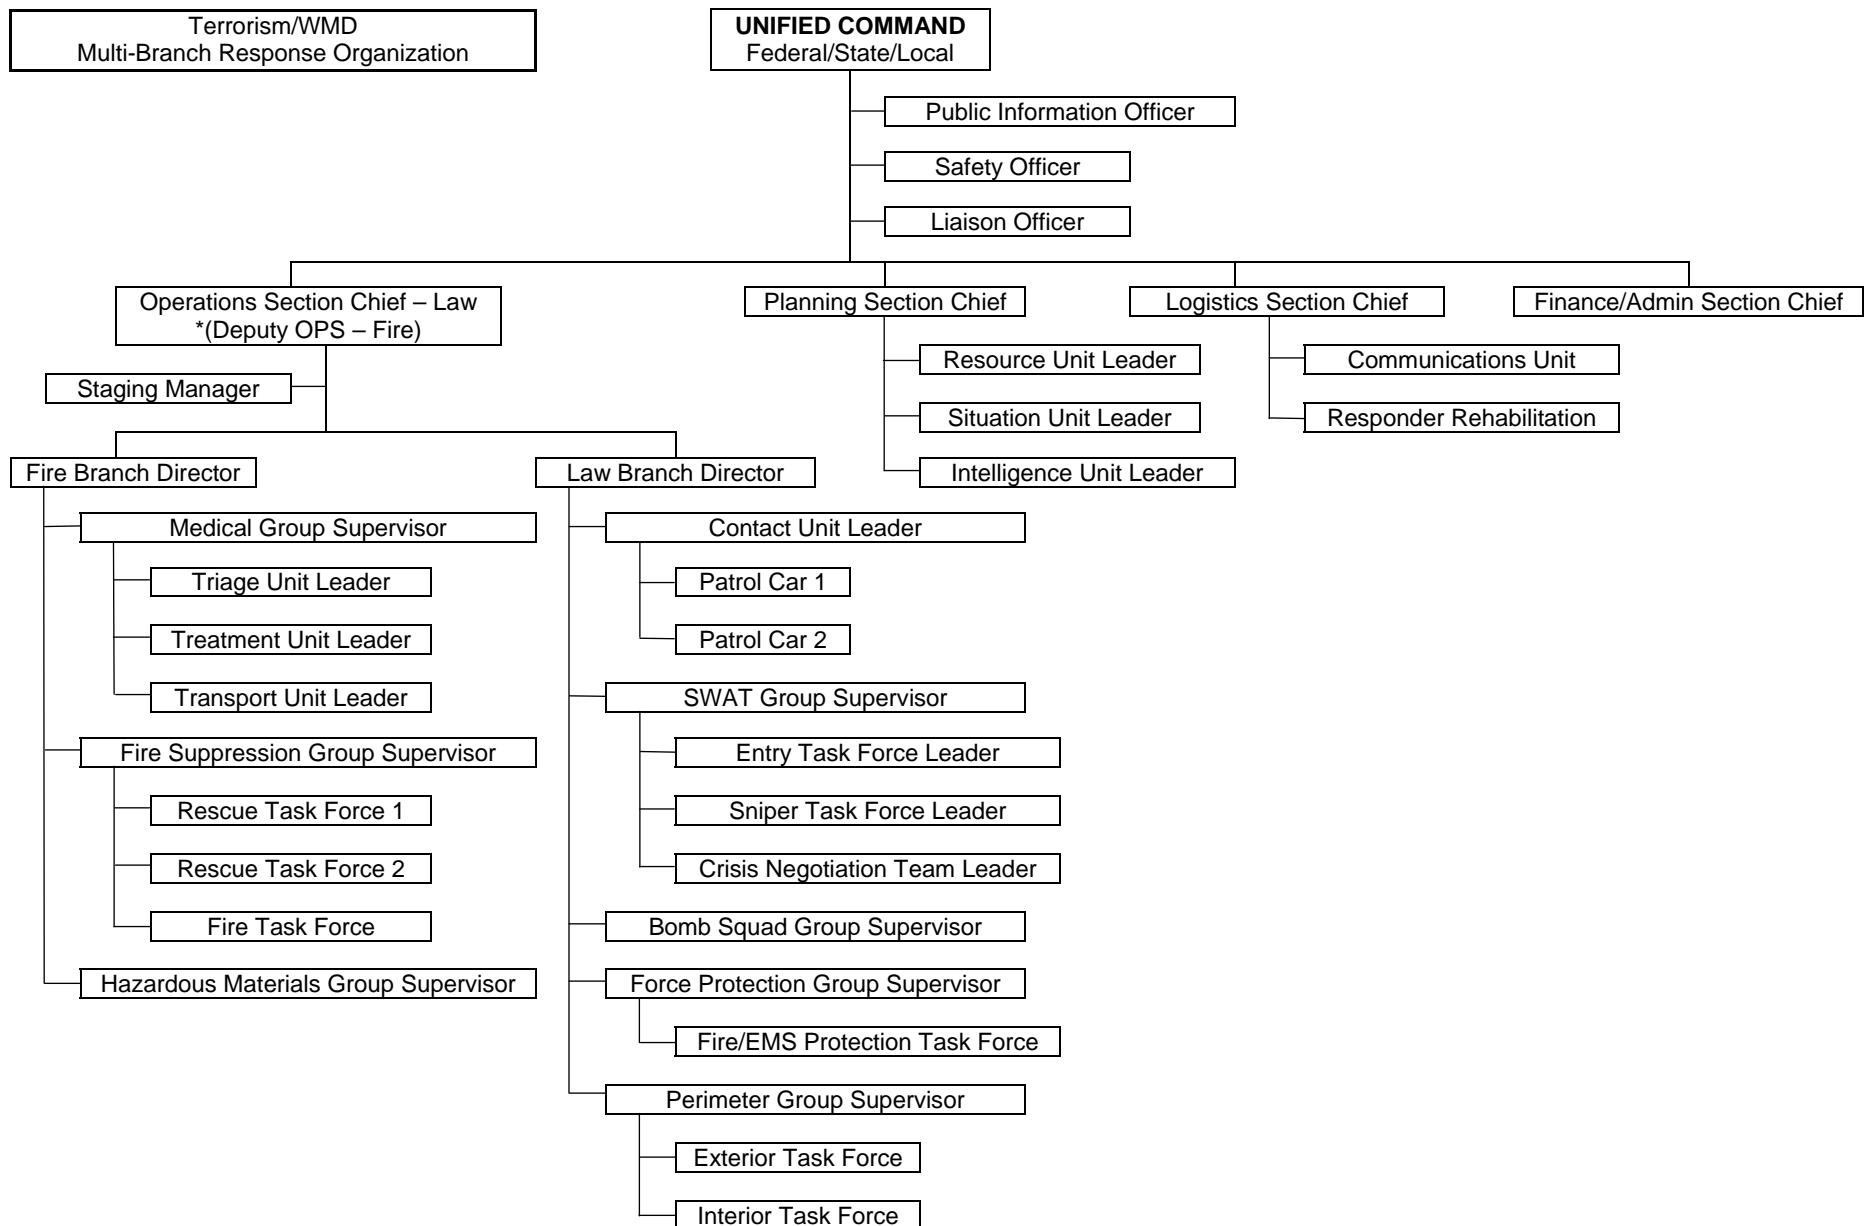 Terrorism/WMD
Multi-Branch Response Organization
UNIFIED COMMAND
Federal/State/Local
Public Information Officer
Safety Officer
Liaison Officer
Operations Section Chief – Law
*(Deputy OPS – Fire)
Planning Section Chief
Logistics Section Chief
Finance/Admin Section Chief
Staging Manager
Resource Unit Leader
Situation Unit Leader
Intelligence Unit Leader
Communications Unit
Responder Rehabilitation
Fire Branch Director
Medical Group Supervisor
Triage Unit Leader
Treatment Unit Leader
Transport Unit Leader
Fire Suppression Group Supervisor
Rescue Task Force 1
Rescue Task Force 2
Fire Task Force
Hazardous Materials Group Supervisor
Law Branch Director
Contact Unit Leader
Patrol Car 1
Patrol Car 2
SWAT Group Supervisor
Entry Task Force Leader
Sniper Task Force Leader
Crisis Negotiation Team Leader
Bomb Squad Group Supervisor
Force Protection Group Supervisor
Fire/EMS Protection Task Force
Perimeter Group Supervisor
Exterior Task Force
Interior Task Force